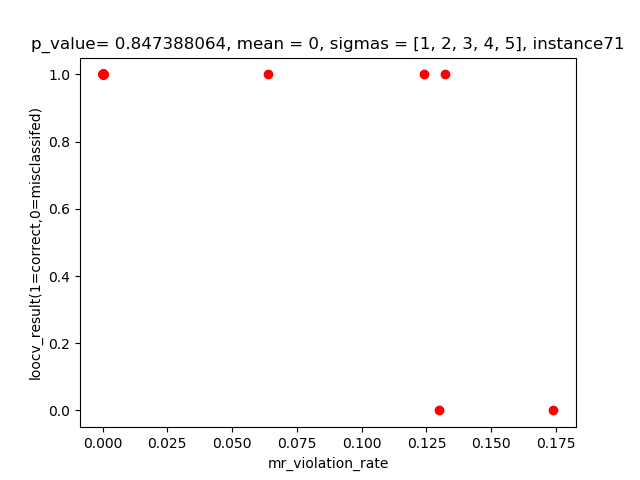 p_value= 0.847388064, mean = 0, sigmas = [1, 2, 3, 4, 5], instance71
1.0
0.8
0.6
0.4
0.2
0.0
loocv_result(1=correct,0=misclassifed)
0.000 0.025 0.050 0.075 0.100 0.125 0.150 0.175
mr_violation_rate